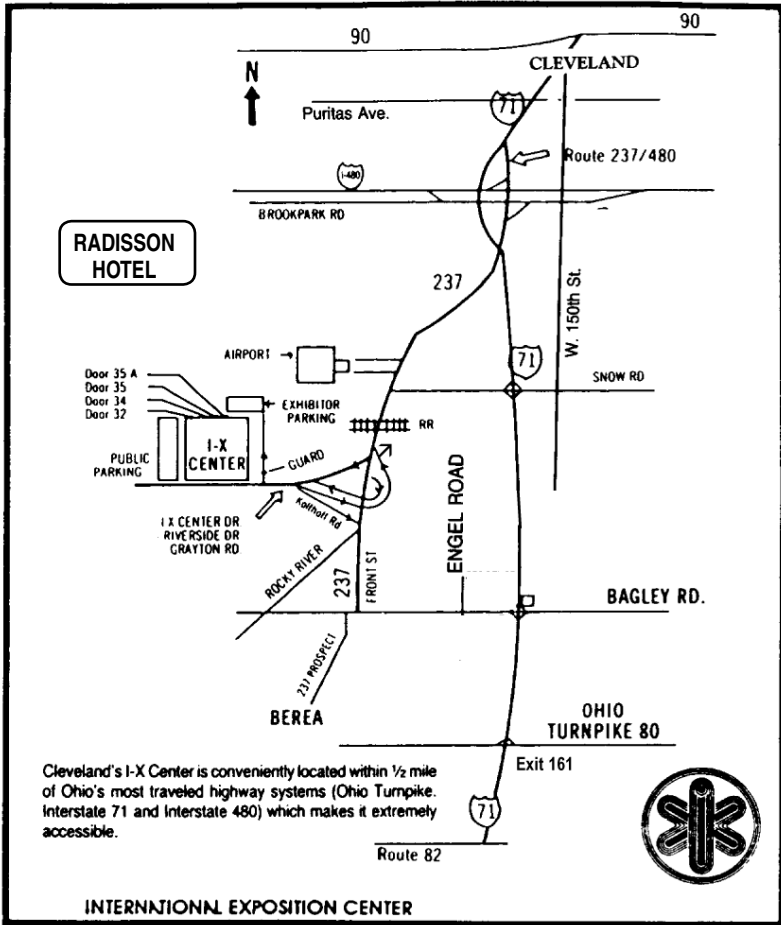 90
90
CLEVELAND
N
71
Puritas Ave.
Route 237/480
I-480
BROOKPARK RD
RADISSON
HOTEL
237
W. 150th St.
AIRPORT
71
SNOW RD
Door 35 A
Door 35
Door 34
Door 32
EXHIBITOR
PARKING
RR
I-X
CENTER
PUBLIC
PARKING
GUARD
Kolthoff Rd
I X CENTER DR
RIVERSIDE DR
GRAYTON RD
ENGEL ROAD
ROCKY RIVER
237
FRONT ST
BAGLEY RD.
237 PROSPECT
BEREA
OHIO
TURNPIKE 80
Exit 161
Cleveland's I-X Center is conveniently located within ½ mile
of Ohio's most traveled highway systems (Ohio Turnpike.
Interstate 71 and Interstate 480) which makes it extremely
accessible.
71
Route 82
INTERNATIONAL EXPOSITION CENTER